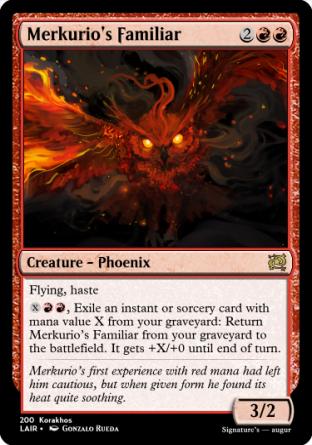 Merkurio's Familiar 2RR
Creature – Phoenix
Flying, haste
XRR, Exile an instant or sorcery card with
mana value X from your graveyard: Return
Merkurio's Familiar from your graveyard to
the battlefield. It gets +X/+0 until end of turn.
Merkurio's first experience with red mana had left
him cautious, but when given form he found its
heat quite soothing.
3/2
200 Korakhos
LAIR • Gonzalo Rueda
Signature's — augur